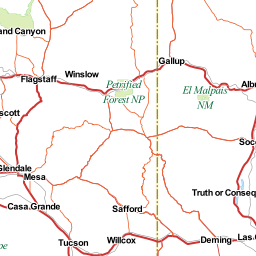 and Canyon
Gallup
Flagstaff
Winslow
Petrified
Forest NP
El Malpais
NM
Albu
scott
Soco
Glendale
Mesa
Truth or Conseq
Casa Grande
Safford
Tucson
Willcox
Deming
Las